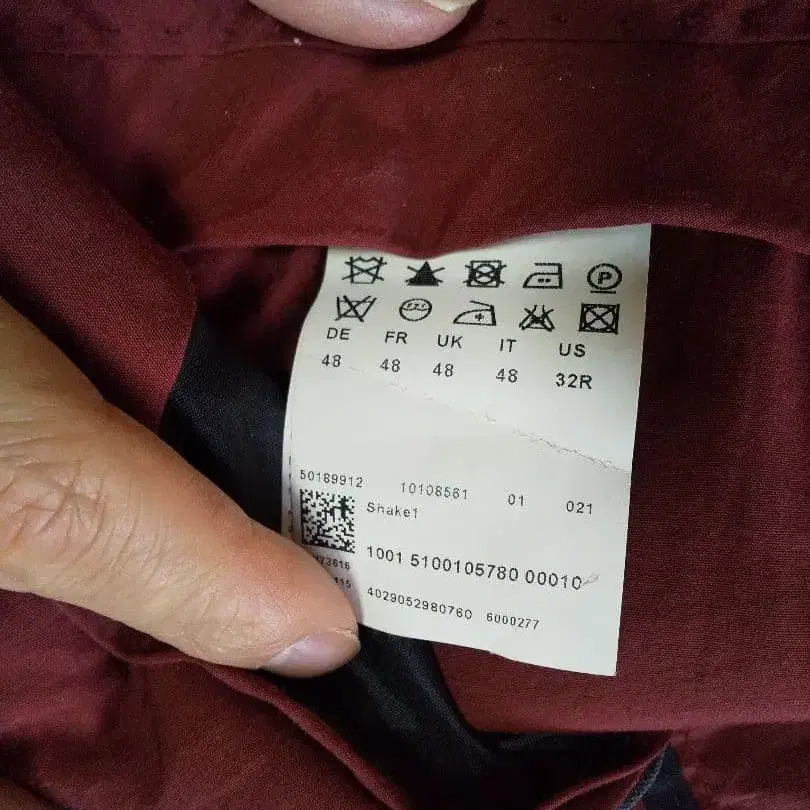 P
DE FR UK IT US
48 48 48 48 32R
50169912 10108561 01 021
Shake1
1001 5100105780 00010
4029052980760 6000277